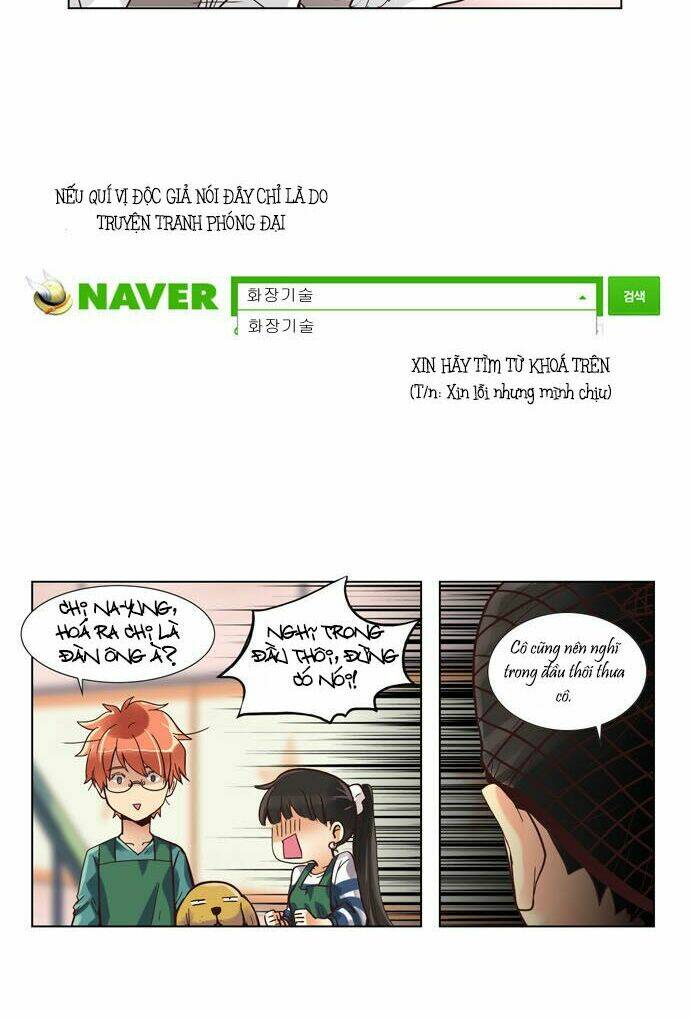 NẾU QUÍ VỊ ĐỘC GIẢ NÓI ĐÂY CHỈ LÀ DO
TRUYỆN TRANH PHÓNG ĐẠI
NAVER
화장기술
검색
화장기술
XIN HÃY TÌM TỪ KHOÁ TRÊN
(T/n: Xin lỗi nhưng mình chịu)
CHỊ NA-YUNG,
HOÁ RA CHỊ LÀ
ĐÀN ÔNG À?
NGHĨ TRONG
ĐẦU THÔI, ĐỪNG
CÓ NÓI!
Cô cũng nên nghĩ
trong đầu thôi thưa
cô.